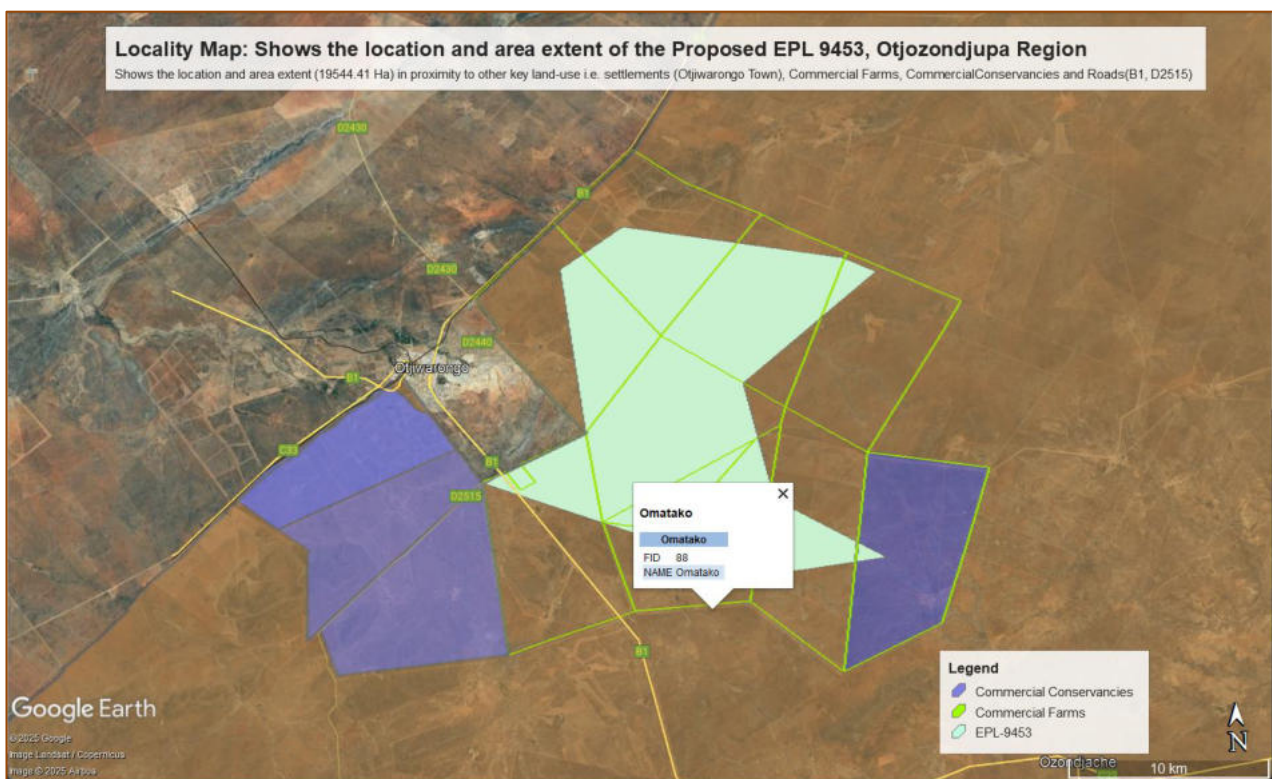 Locality Map: Shows the location and area extent of the Proposed EPL 9453, Otjozondjupa Region
Shows the location and area extent (19544.41 Ha) in proximity to other key land-use i.e. settlements (Otjiwarongo Town), Commercial Farms, CommercialConservancies and Roads(B1, D2515)
D2430
B1
D2430
D2440
Otjiwarongo
B1
C33
B1
D2515
Omatako
Omatako
FID 88
NAME Omatako
B1
Legend
Commercial Conservancies
Commercial Farms
EPL-9453
Google Earth
© 2025 Google
Image Landsat / Copernicus
Image © 2025 Airbus
N
Ozondjache
10 km